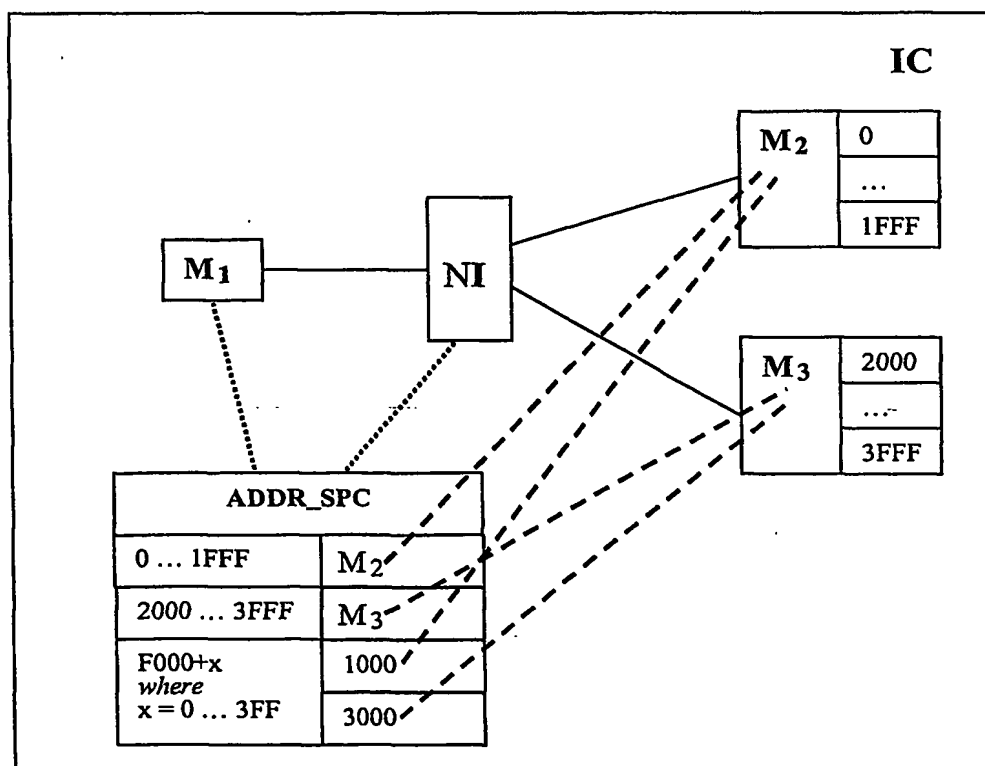 IC
M2
0
...
1FFF
M1
NI
M3
2000
...
3FFF
ADDR_SPC
0 ... 1FFF
M2
2000 ... 3FFF
M3
F000+x
where
x = 0 ... 3FF
1000
3000